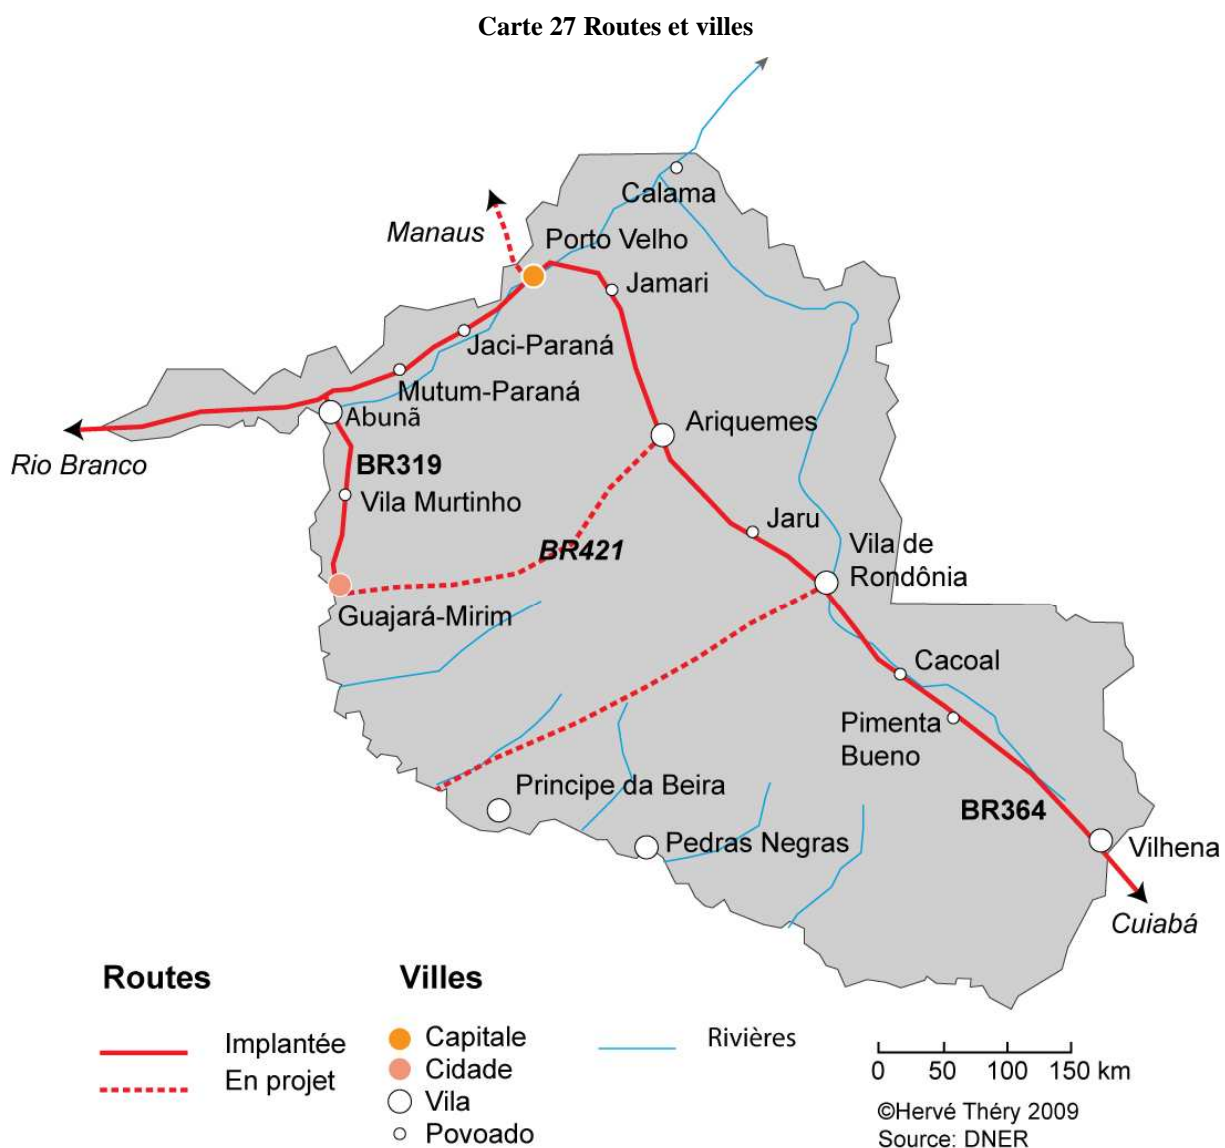 Carte 27 Routes et villes
Calama
Manaus
Porto Velho
Jamari
Jaci-Paraná
Mutum-Paraná
Abunã
Ariquemes
Rio Branco
BR319
Vila Murtinho
Jaru
BR421
Vila de
Rondônia
Guajará-Mirim
Cacoal
Pimenta
Bueno
Principe da Beira
BR364
Pedras Negras
Vilhena
Cuiabá
Routes
Implantée
En projet
Villes
Capitale
Cidade
Vila
Povoado
Rivières
0 50 100 150 km
©Hervé Théry 2009
Source: DNER